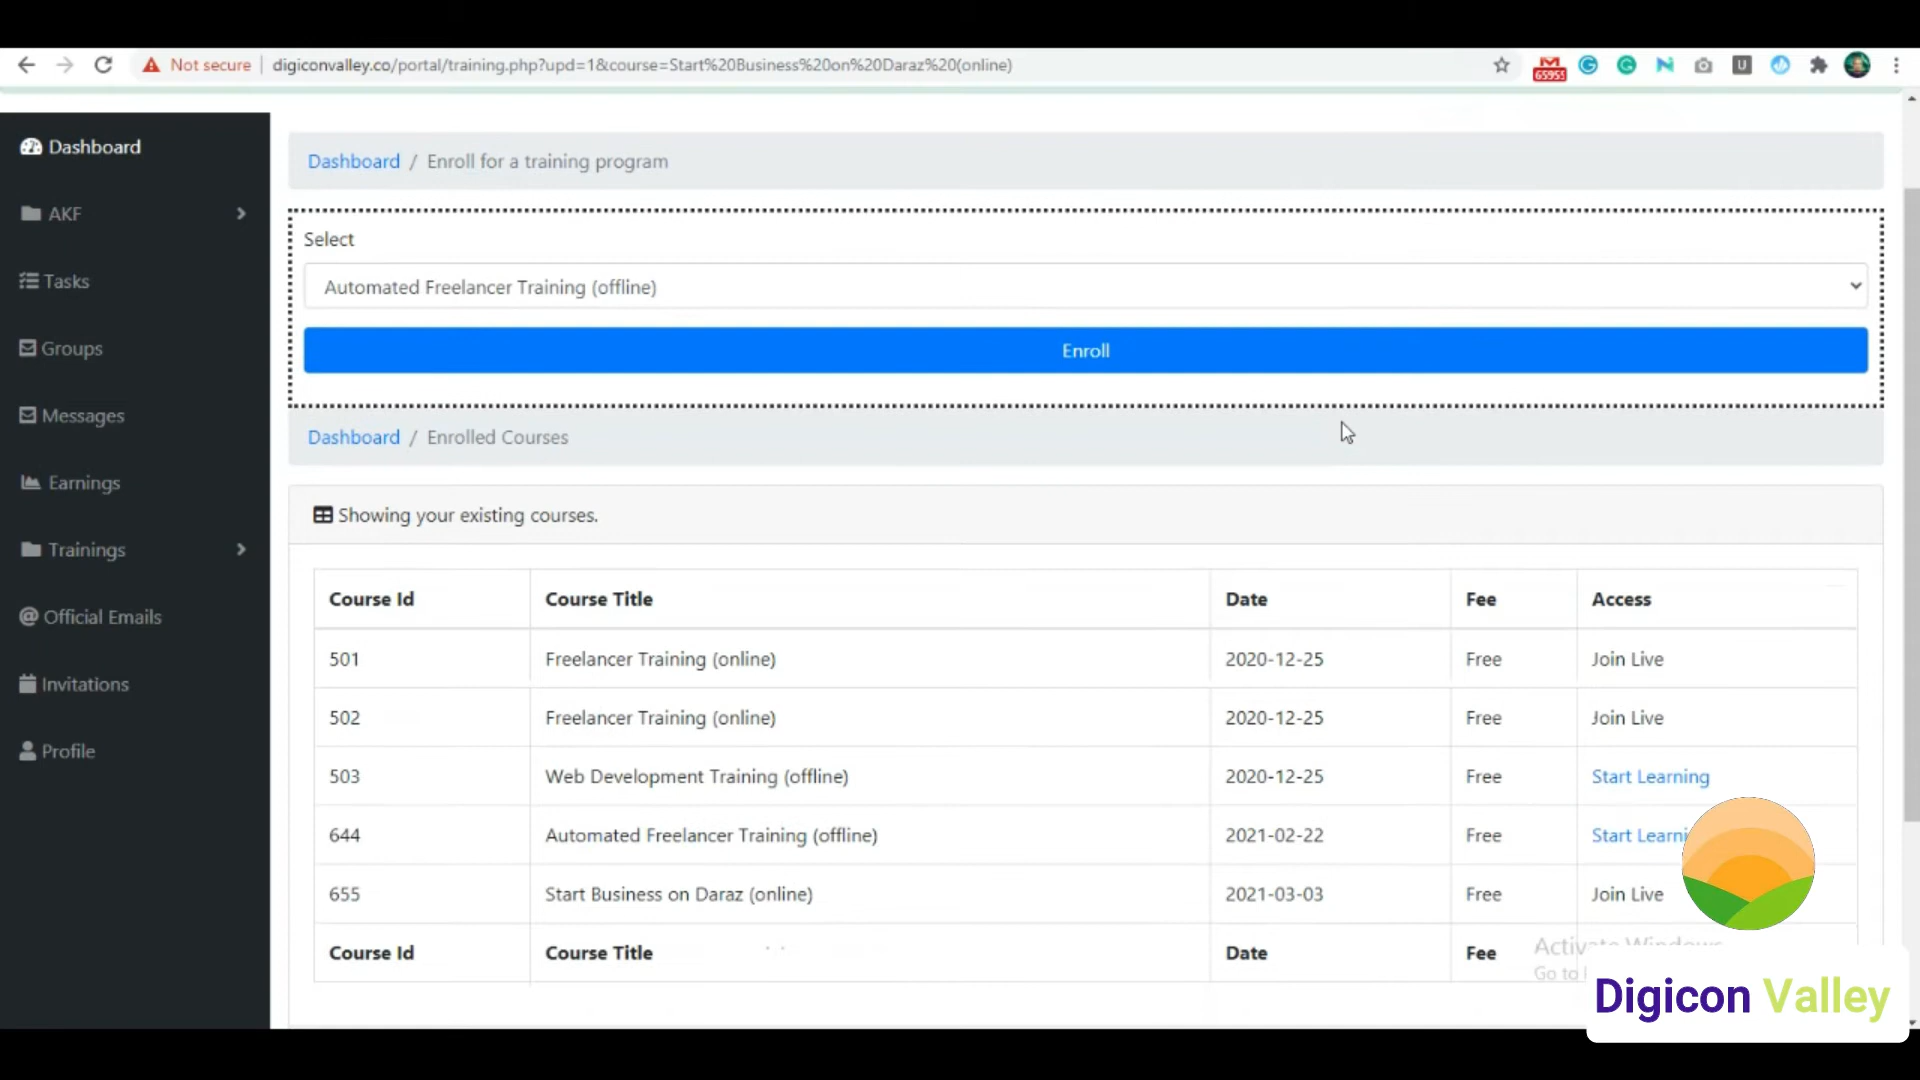 Not secure | digiconvalley.co/portal/training.php?upd=1&course=Start%20Business%20on%20Daraz%20(online)
65955
U
Dashboard
AKF
Tasks
Groups
Messages
Earnings
Trainings
Official Emails
Invitations
Profile
Dashboard / Enroll for a training program
Select
Automated Freelancer Training (offline)
Enroll
Dashboard / Enrolled Courses
Showing your existing courses.
Course Id Course Title Date Fee Access
501 Freelancer Training (online) 2020-12-25 Free Join Live
502 Freelancer Training (online) 2020-12-25 Free Join Live
503 Web Development Training (offline) 2020-12-25 Free Start Learning
644 Automated Freelancer Training (offline) 2021-02-22 Free Start Learni
655 Start Business on Daraz (online) 2021-03-03 Free Join Live
Course Id Course Title Date Fee
Go to
Digicon Valley